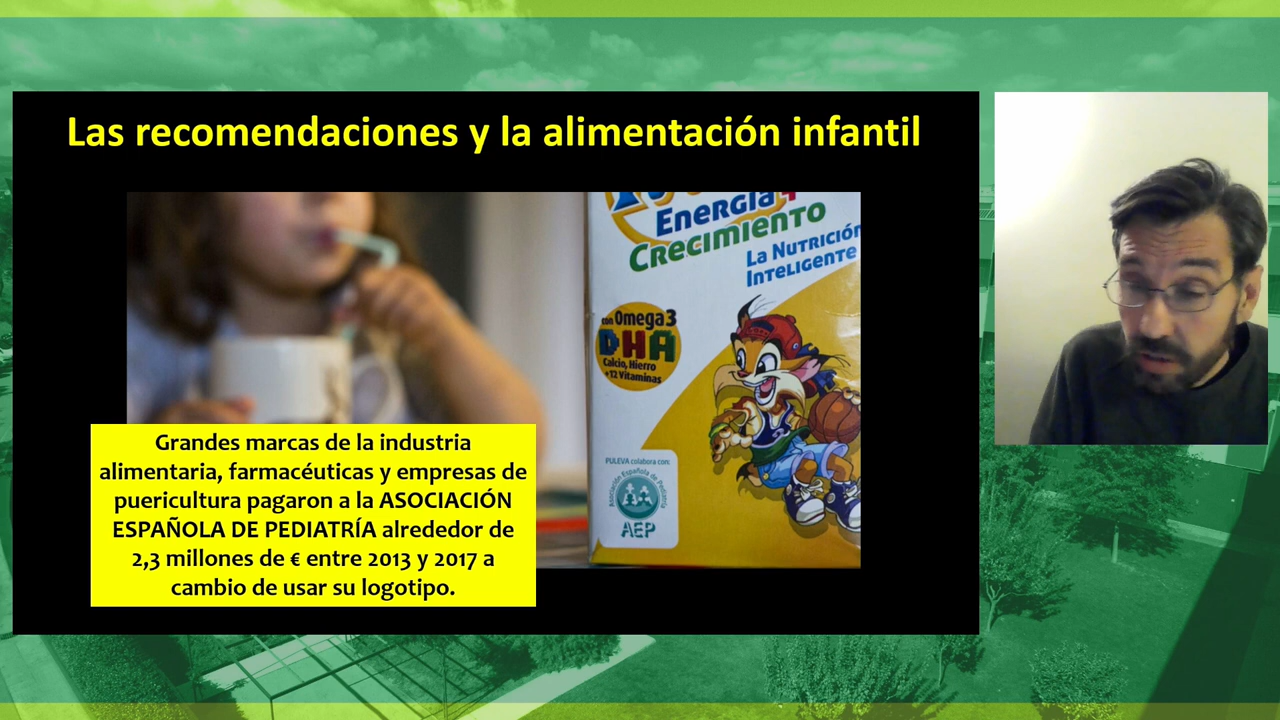 Las recomendaciones y la alimentación infantil
Energía+
Crecimiento
La Nutrición
Inteligente
con Omega3
DHA
Calcio, Hierro
+12 Vitaminas
PULEVA colabora con:
Asociación Española de Pediatría
AEP
Grandes marcas de la industria
alimentaria, farmacéuticas y empresas de
puericultura pagaron a la ASOCIACIÓN
ESPAÑOLA DE PEDIATRÍA alrededor de
2,3 millones de € entre 2013 y 2017 a
cambio de usar su logotipo.